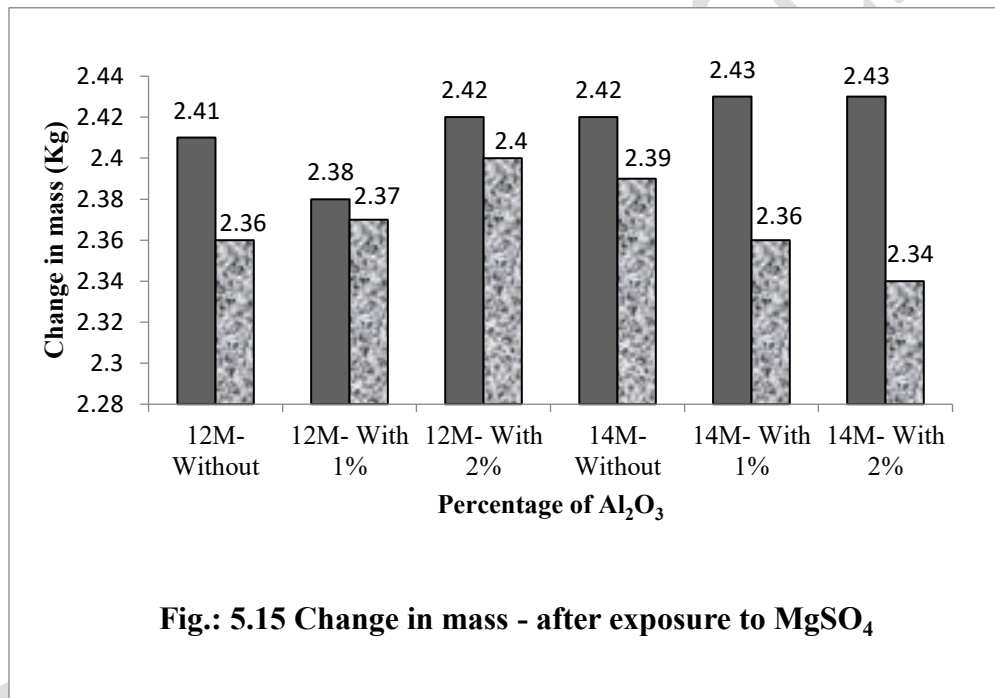 Change in mass (Kg)
2.44
2.42
2.4
2.38
2.36
2.34
2.32
2.3
2.28
2.41
2.36
2.38
2.37
2.42
2.4
2.42
2.39
2.43
2.36
2.43
2.34
12M-
Without
12M- With
1%
12M- With
2%
14M-
Without
14M- With
1%
14M- With
2%
Percentage of Al₂O₃
Fig.: 5.15 Change in mass - after exposure to MgSO₄